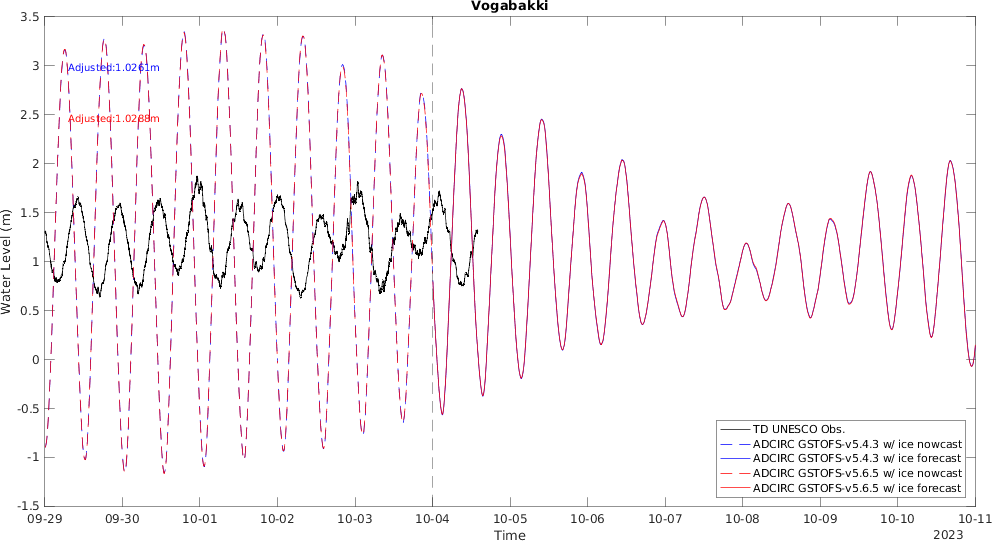 Vogabakki
3.5
3
2.5
2
1.5
1
0.5
0
-0.5
-1
-1.5
Water Level (m)
Adjusted:1.0261m
Adjusted:1.0288m
TD UNESCO Obs.
ADCIRC GSTOFS-v5.4.3 w/ ice nowcast
ADCIRC GSTOFS-v5.4.3 w/ ice forecast
ADCIRC GSTOFS-v5.6.5 w/ ice nowcast
ADCIRC GSTOFS-v5.6.5 w/ ice forecast
09-29 09-30 10-01 10-02 10-03 10-04 10-05 10-06 10-07 10-08 10-09 10-10 10-11
Time
2023